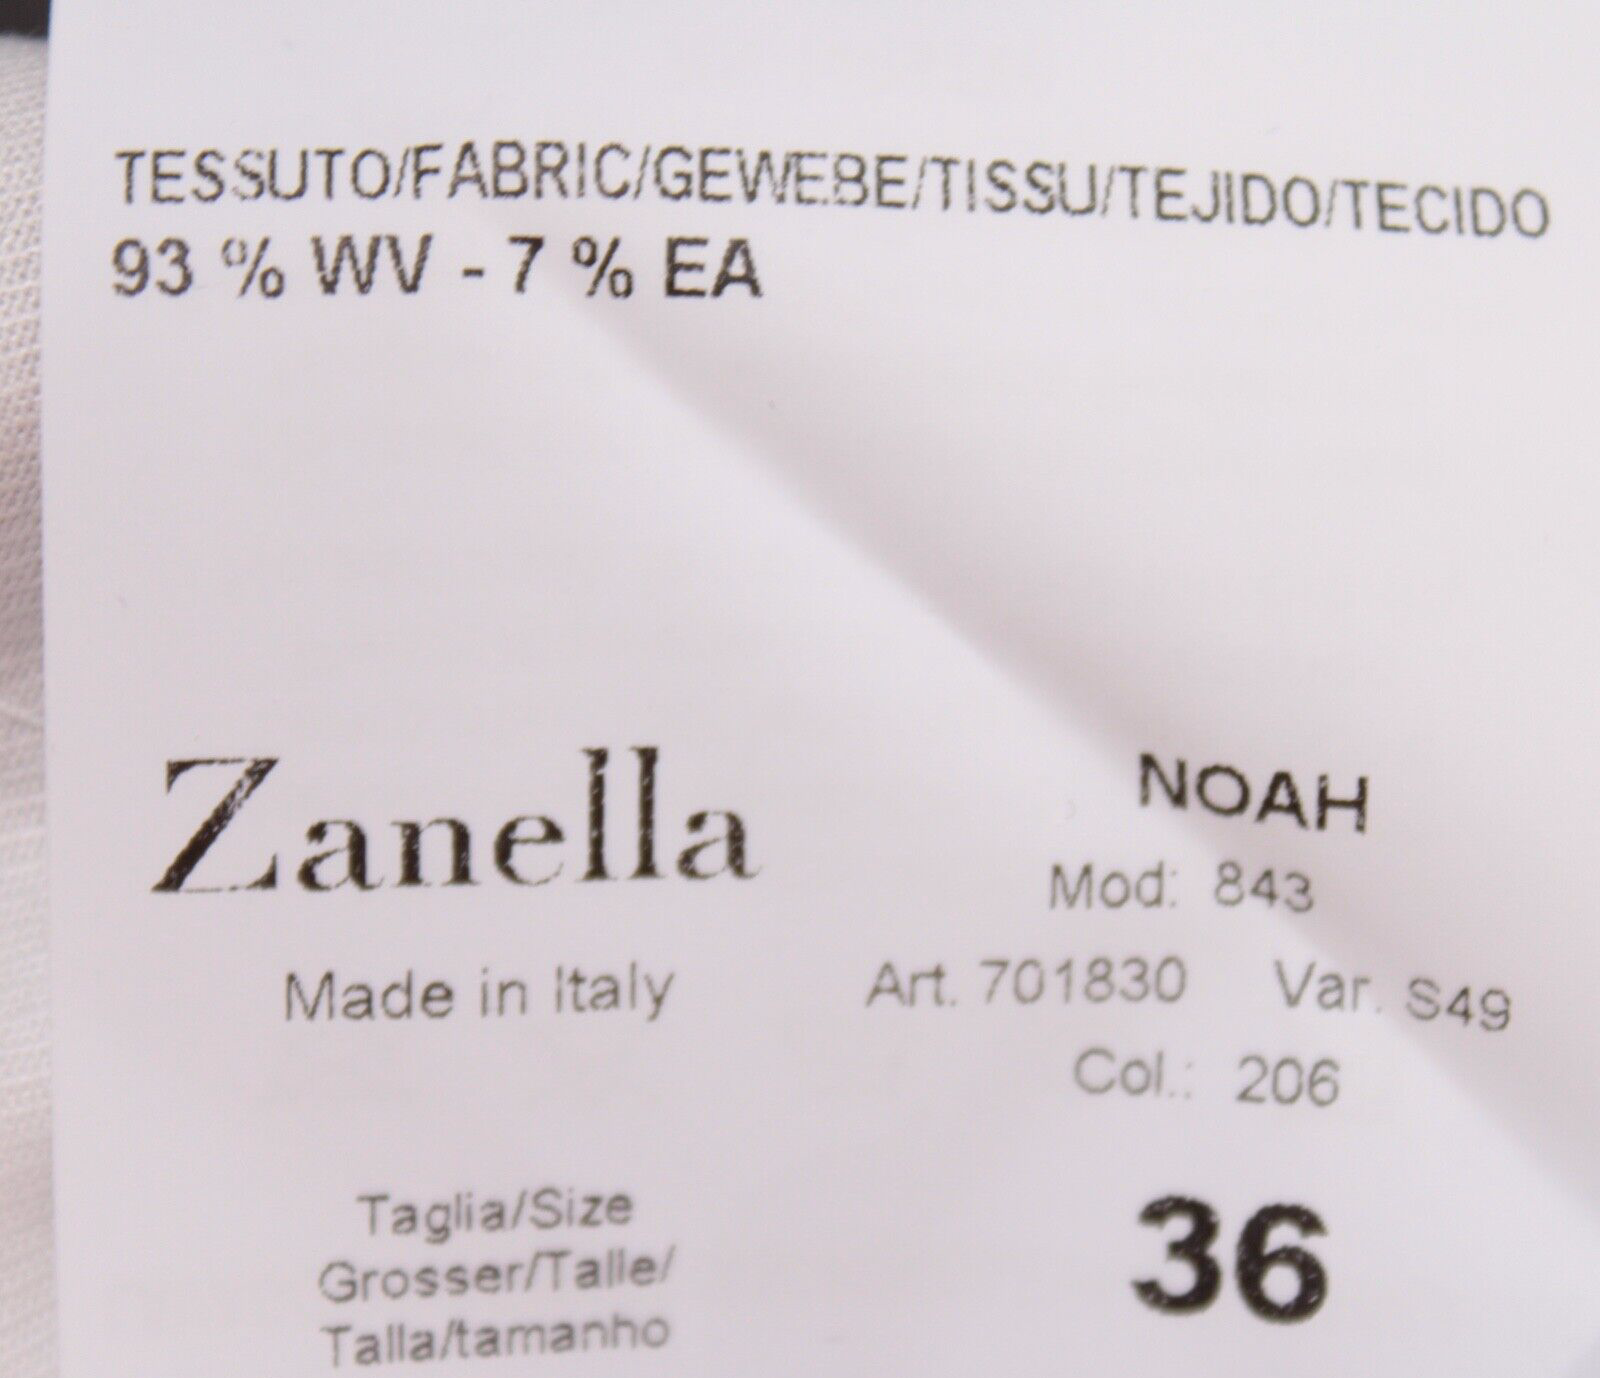 TESSUTO/FABRIC/GEWEBE/TISSU/TEJIDO/TECIDO
93 % WV - 7 % EA
Zanella
Made in Italy
NOAH
Mod: 843
Art. 701830 Var. S49
Col.: 206
Taglia/Size
Grosser/Talle/
Talla/tamanho
36